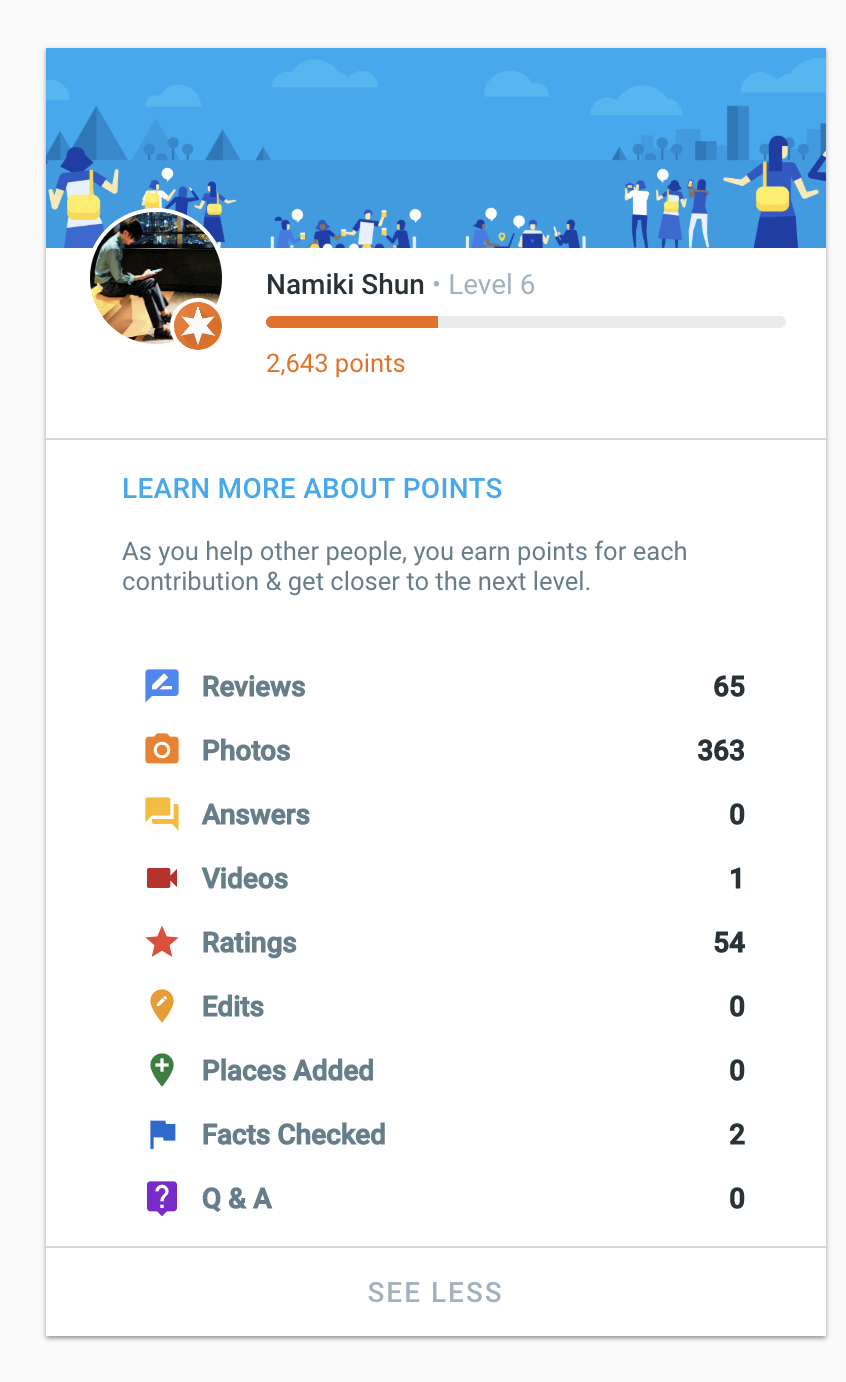 Namiki Shun • Level 6
2,643 points
LEARN MORE ABOUT POINTS
As you help other people, you earn points for each
contribution & get closer to the next level.
Reviews 65
Photos 363
Answers 0
Videos 1
Ratings 54
Edits 0
Places Added 0
Facts Checked 2
Q & A 0
SEE LESS